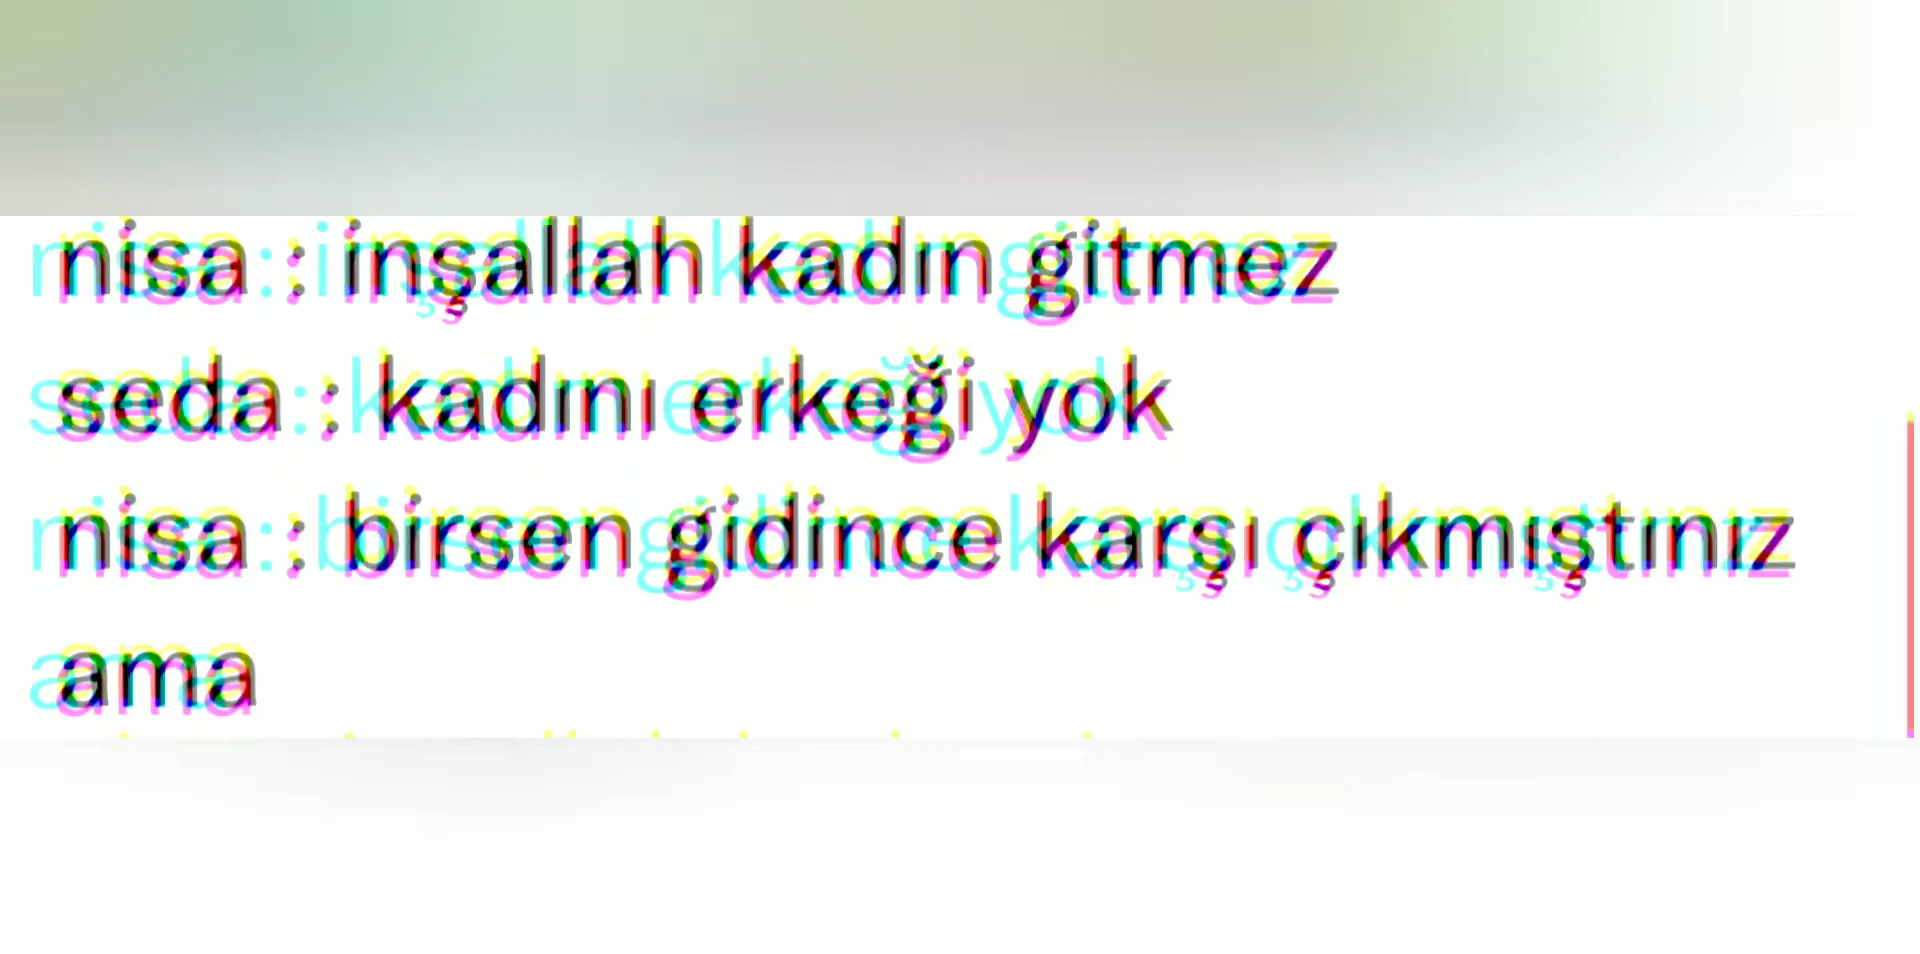 nisa : inşallah kadın gitmez
seda : kadını erkeği yok
nisa : birsen gidince karşı çıkmıştınız
ama